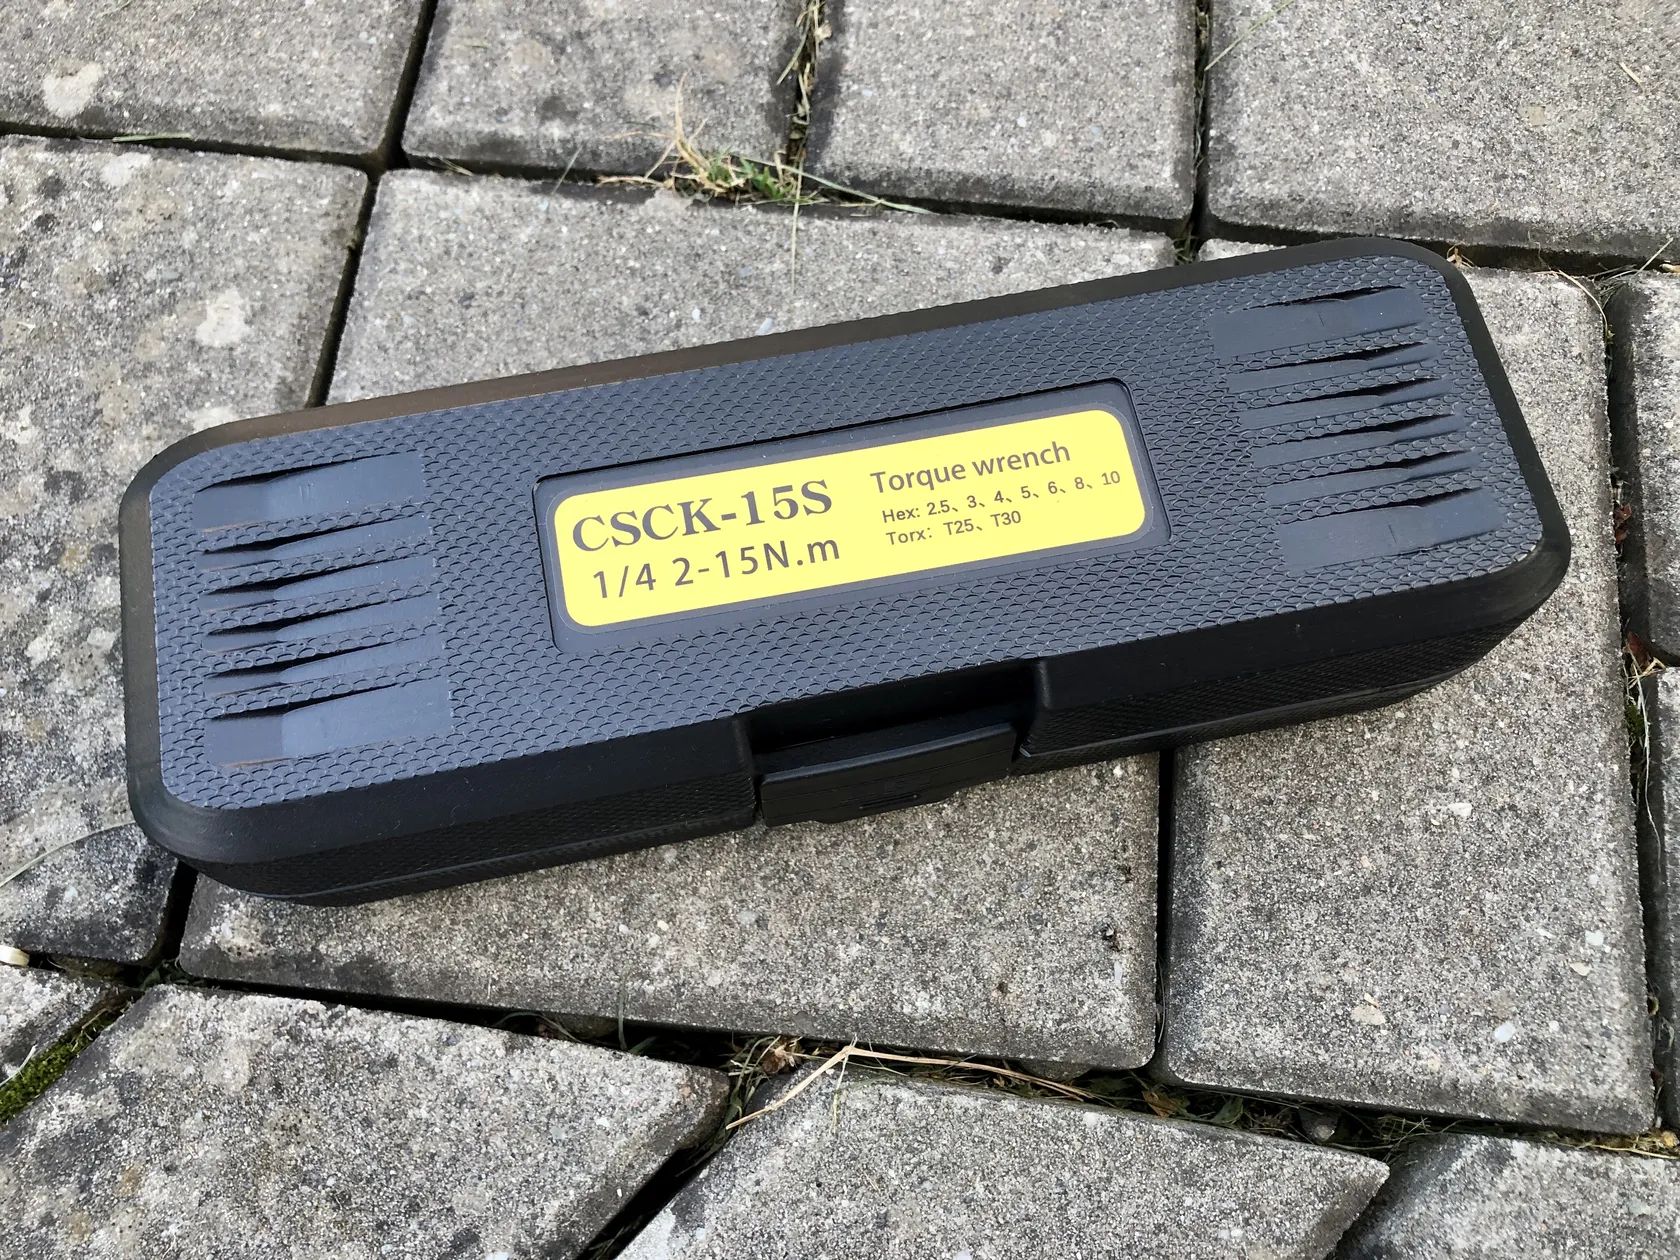 CSCK-15S
1/4 2-15N.m
Torque wrench
Hex: 2.5、3、4、5、6、8、10
Torx: T25、T30